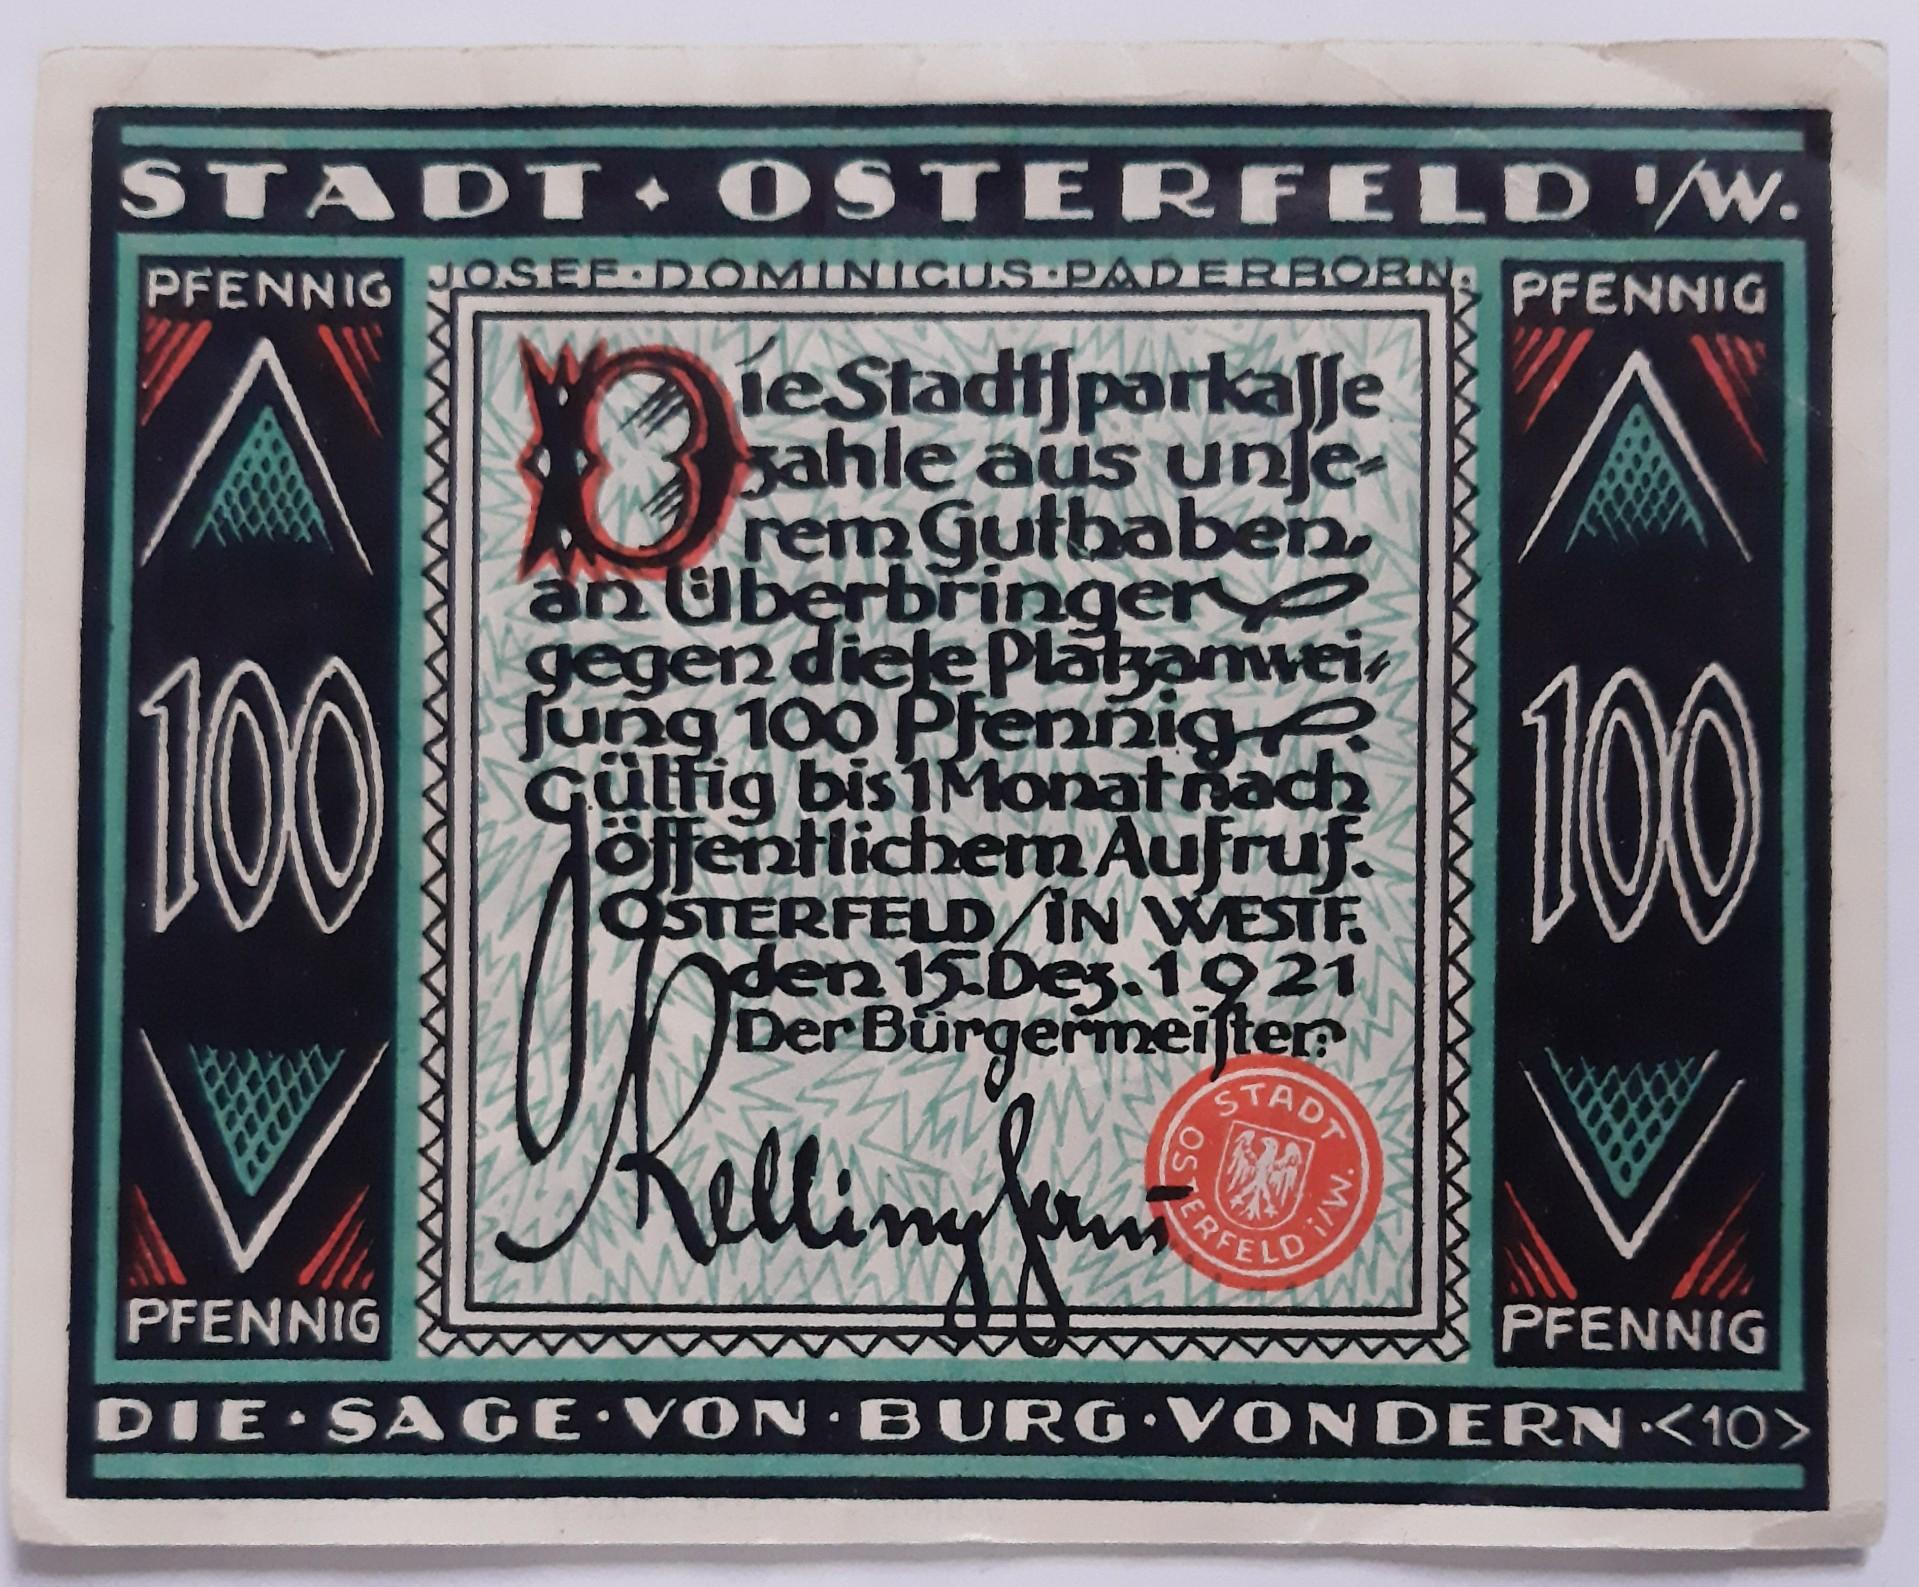 STADT · OSTERFELD I/W.
PFENNIG
100
PFENNIG
JOSEF·DOMINICUS·PADERBORN.
Die Stadtſparkaſſe
zahle aus unſe-
rem Guthaben
an Überbringer
gegen dieſe Platzanwei-
ſung 100 Pfennig
Gültig bis 1 Monat nach
öffentlichem Aufruf.
OSTERFELD / IN WESTF.
den 15. Dez. 1921
Der Bürgermeiſter:
Kellinghaus
STADT OSTERFELD i/W.
PFENNIG
100
PFENNIG
DIE·SAGE·VON·BURG·VONDERN·<10>